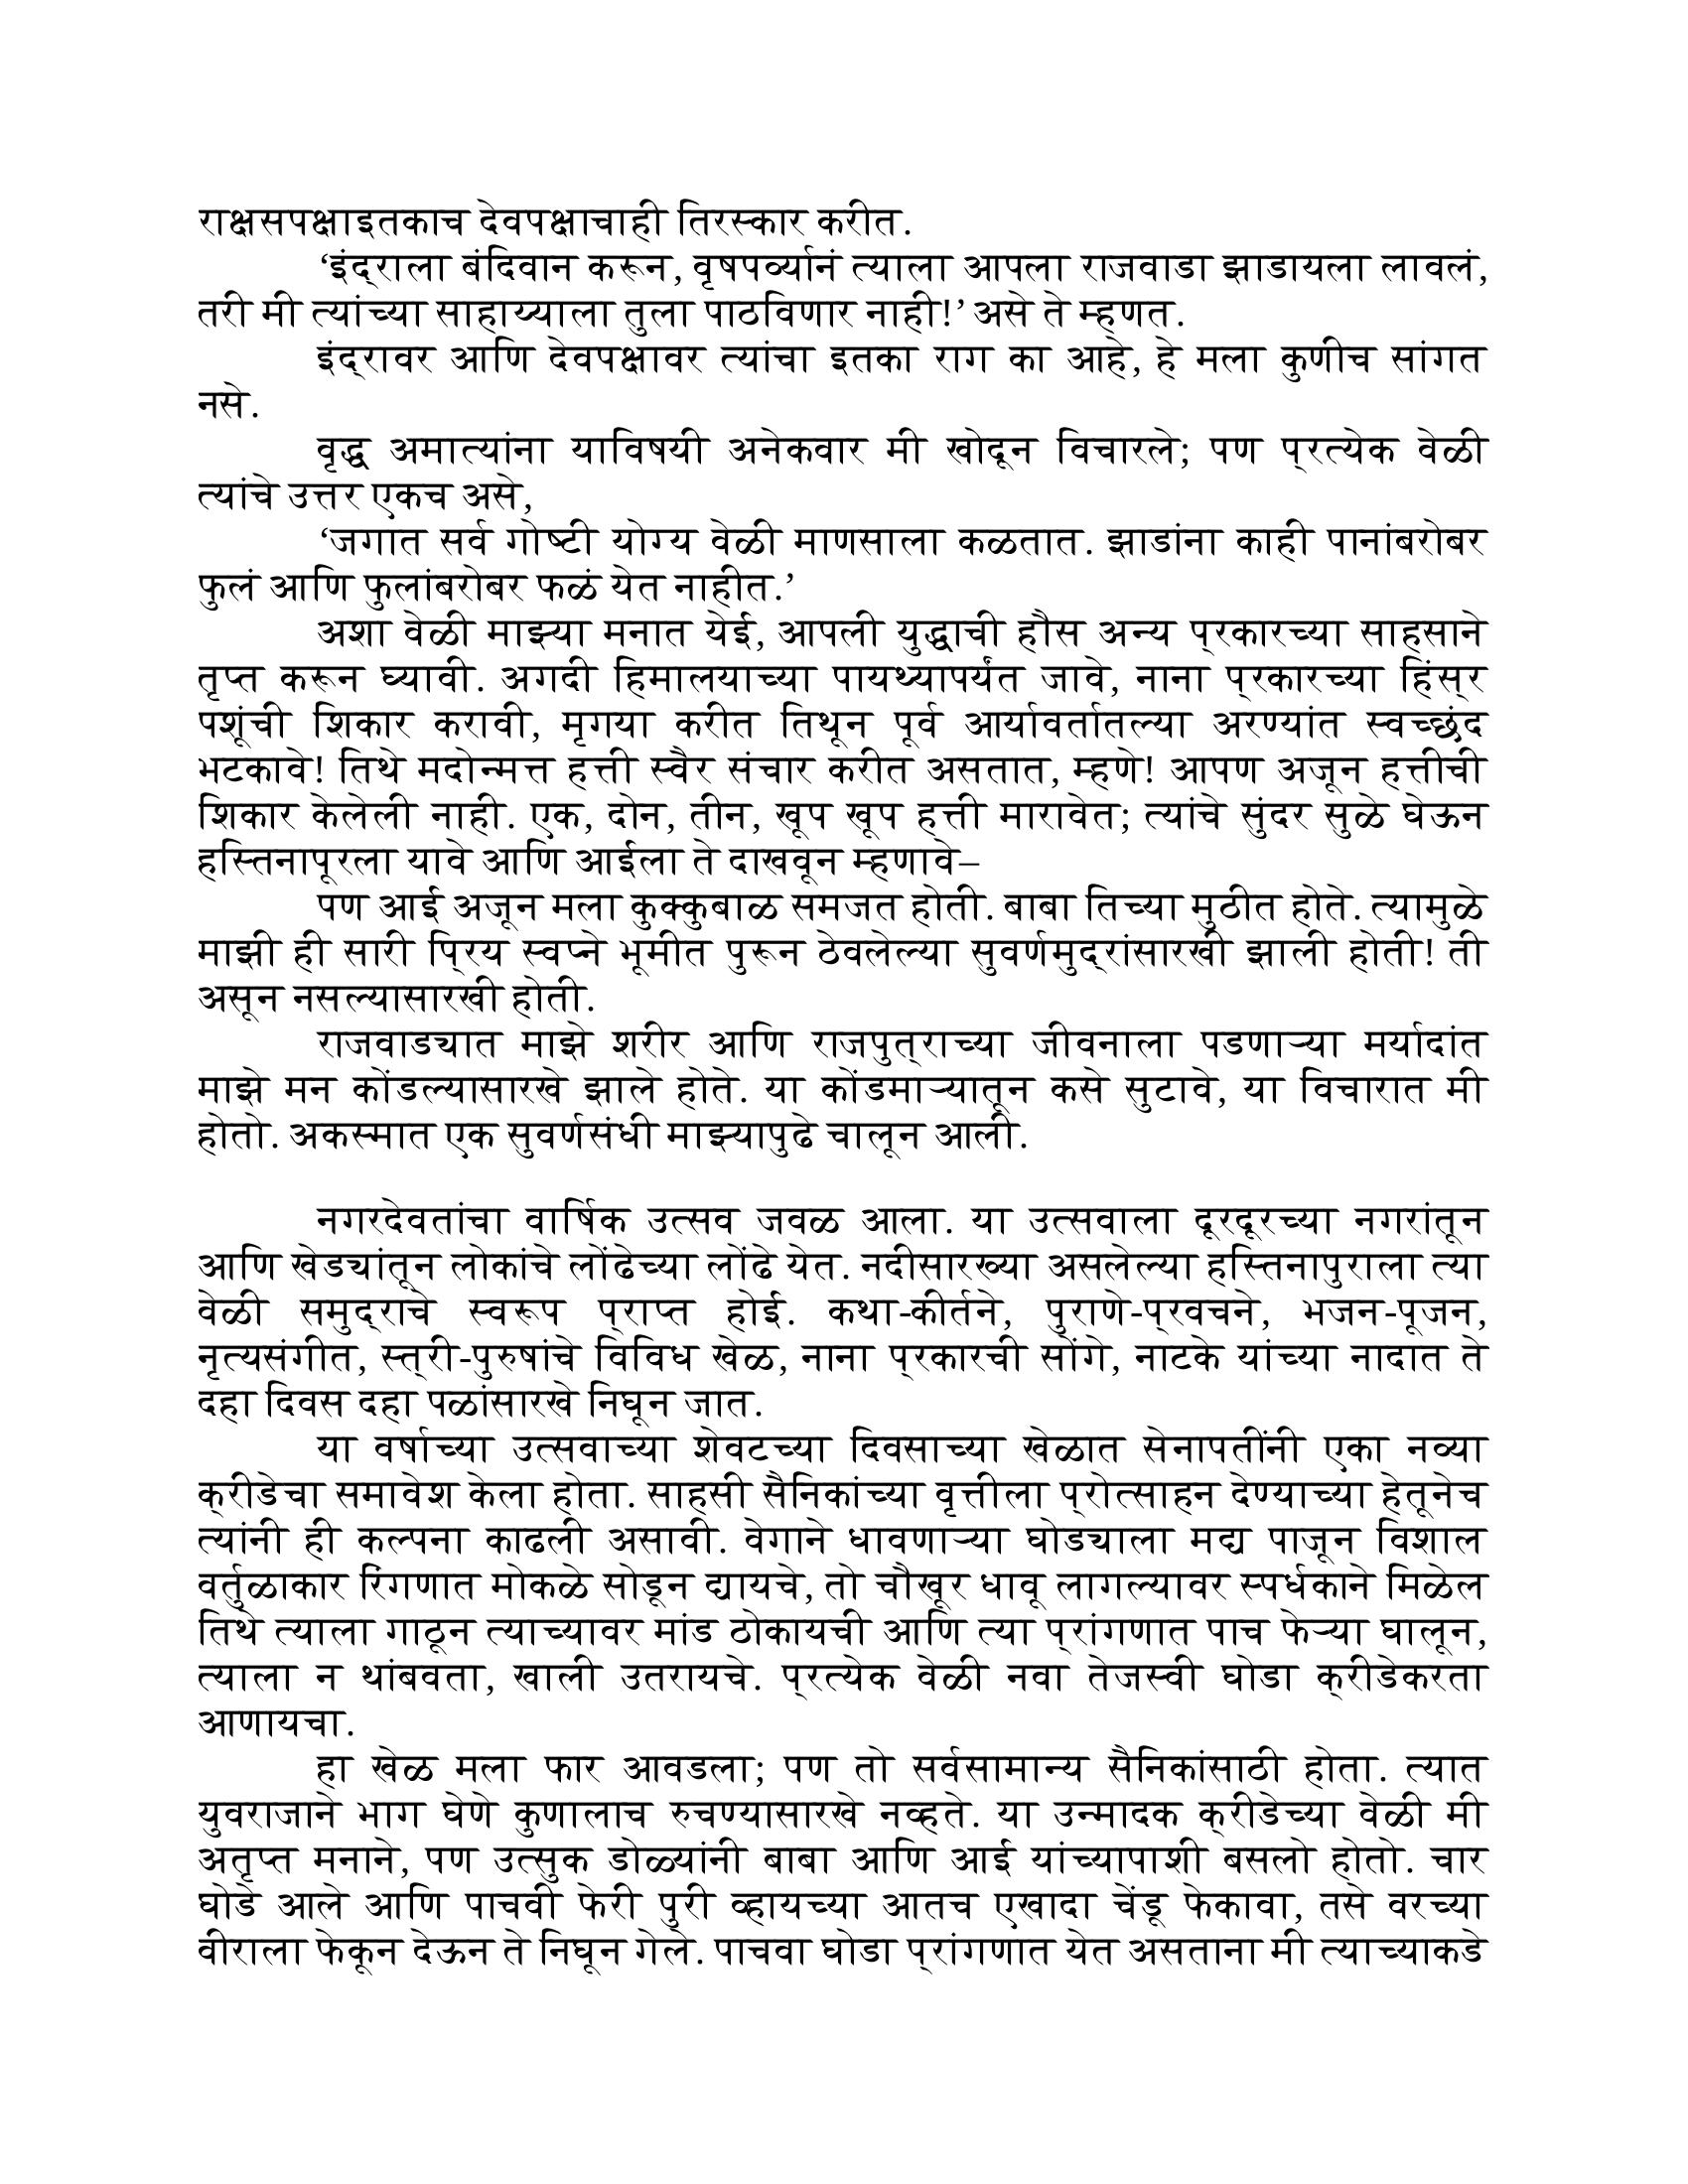 राक्षसपक्षाइतकाच देवपक्षाचाही तिरस्कार करीत.
‘इंद्राला बंदिवान करून, वृषपर्व्यानं त्याला आपला राजवाडा झाडायला लावलं,
तरी मी त्यांच्या साहाय्याला तुला पाठविणार नाही!’ असे ते म्हणत.
इंद्रावर आणि देवपक्षावर त्यांचा इतका राग का आहे, हे मला कुणीच सांगत
नसे.
वृद्ध अमात्यांना याविषयी अनेकवार मी खोदून विचारले; पण प्रत्येक वेळी
त्यांचे उत्तर एकच असे,
‘जगात सर्व गोष्टी योग्य वेळी माणसाला कळतात. झाडांना काही पानांबरोबर
फुलं आणि फुलांबरोबर फळं येत नाहीत.’
अशा वेळी माझ्या मनात येई, आपली युद्धाची हौस अन्य प्रकारच्या साहसाने
तृप्त करून घ्यावी. अगदी हिमालयाच्या पायथ्यापर्यंत जावे, नाना प्रकारच्या हिंस्र
पशूंची शिकार करावी, मृगया करीत तिथून पूर्व आर्यावर्तातल्या अरण्यांत स्वच्छंद
भटकावे! तिथे मदोन्मत्त हत्ती स्वैर संचार करीत असतात, म्हणे! आपण अजून हत्तीची
शिकार केलेली नाही. एक, दोन, तीन, खूप खूप हत्ती मारावेत; त्यांचे सुंदर सुळे घेऊन
हस्तिनापूरला यावे आणि आईला ते दाखवून म्हणावे–
पण आई अजून मला कुक्कुबाळ समजत होती. बाबा तिच्या मुठीत होते. त्यामुळे
माझी ही सारी प्रिय स्वप्ने भूमीत पुरून ठेवलेल्या सुवर्णमुद्रांसारखी झाली होती! ती
असून नसल्यासारखी होती.
राजवाड्यात माझे शरीर आणि राजपुत्राच्या जीवनाला पडणाऱ्या मर्यादांत
माझे मन कोंडल्यासारखे झाले होते. या कोंडमाऱ्यातून कसे सुटावे, या विचारात मी
होतो. अकस्मात एक सुवर्णसंधी माझ्यापुढे चालून आली.
नगरदेवतांचा वार्षिक उत्सव जवळ आला. या उत्सवाला दूरदूरच्या नगरांतून
आणि खेड्यांतून लोकांचे लोंढेच्या लोंढे येत. नदीसारख्या असलेल्या हस्तिनापुराला त्या
वेळी समुद्राचे स्वरूप प्राप्त होई. कथा-कीर्तने, पुराणे-प्रवचने, भजन-पूजन,
नृत्यसंगीत, स्त्री-पुरुषांचे विविध खेळ, नाना प्रकारची सोंगे, नाटके यांच्या नादात ते
दहा दिवस दहा पळांसारखे निघून जात.
या वर्षाच्या उत्सवाच्या शेवटच्या दिवसाच्या खेळात सेनापतींनी एका नव्या
क्रीडेचा समावेश केला होता. साहसी सैनिकांच्या वृत्तीला प्रोत्साहन देण्याच्या हेतूनेच
त्यांनी ही कल्पना काढली असावी. वेगाने धावणाऱ्या घोड्याला मद्य पाजून विशाल
वर्तुळाकार रिंगणात मोकळे सोडून द्यायचे, तो चौखूर धावू लागल्यावर स्पर्धकाने मिळेल
तिथे त्याला गाठून त्याच्यावर मांड ठोकायची आणि त्या प्रांगणात पाच फेऱ्या घालून,
त्याला न थांबवता, खाली उतरायचे. प्रत्येक वेळी नवा तेजस्वी घोडा क्रीडेकरता
आणायचा.
हा खेळ मला फार आवडला; पण तो सर्वसामान्य सैनिकांसाठी होता. त्यात
युवराजाने भाग घेणे कुणालाच रुचण्यासारखे नव्हते. या उन्मादक क्रीडेच्या वेळी मी
अतृप्त मनाने, पण उत्सुक डोळ्यांनी बाबा आणि आई यांच्यापाशी बसलो होतो. चार
घोडे आले आणि पाचवी फेरी पुरी व्हायच्या आतच एखादा चेंडू फेकावा, तसे वरच्या
वीराला फेकून देऊन ते निघून गेले. पाचवा घोडा प्रांगणात येत असताना मी त्याच्याकडे